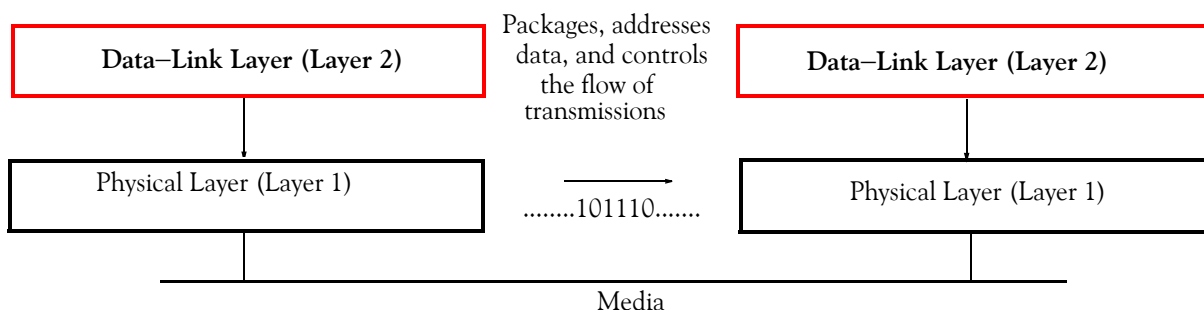 Packages, addresses
data, and controls
the flow of
transmissions
Data–Link Layer (Layer 2)
Data–Link Layer (Layer 2)
Physical Layer (Layer 1)
Physical Layer (Layer 1)
........101110.......
Media